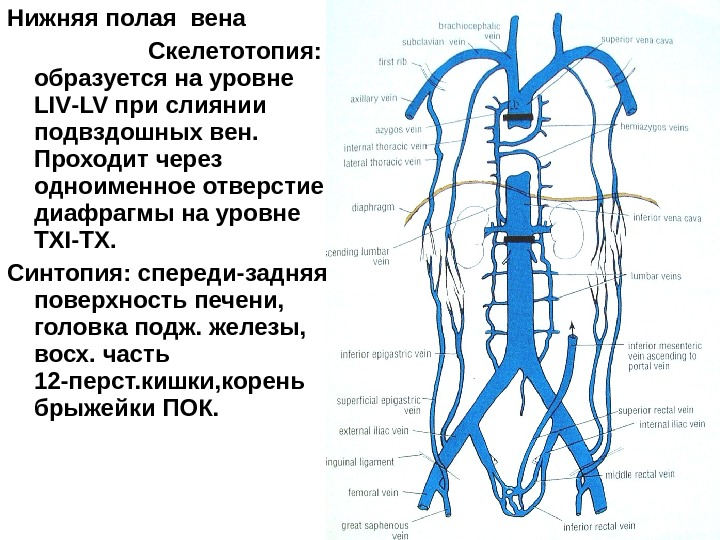 Нижняя полая  вена
Скелетотопия:
образуется на уровне
LIV-LV при слиянии
подвздошных вен.
Проходит через
одноименное отверстие
диафрагмы на уровне
ТXI-ТX.
Синтопия: спереди-задняя
поверхность печени,
головка подж. железы,
восх. часть
12-перст.кишки,корень
брыжейки ПОК.
brachiocephalic
vein
subclavian vein
superior vena cava
first rib
axillary vein
azygos vein
hemiazygos veins
internal thoracic vein
lateral thoracic vein
diaphragm
inferior vena cava
scending lumbar
vein
lumbar veins
inferior epigastric vein
inferior mesenteric
vein ascending to
portal vein
superficial epigastric
vein
superior rectal vein
internal iliac vein
external iliac vein
inguinal ligament
middle rectal vein
femoral vein
great saphenous
vein
inferior rectal vein